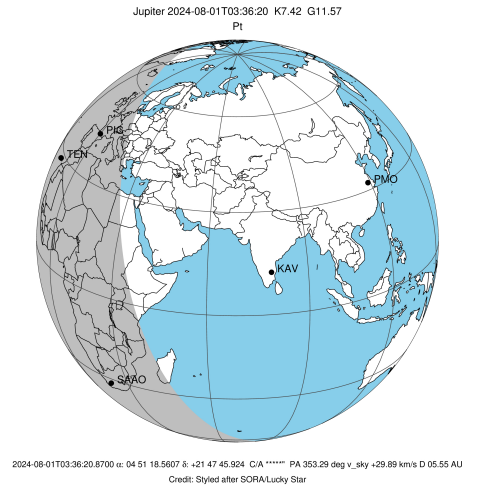 Jupiter 2024-08-01T03:36:20 K7.42 G11.57
Pt
PIC
TEN
PMO
KAV
SAAO
2024-08-01T03:36:20.8700 α: 04 51 18.5607 δ: +21 47 45.924 C/A *****" PA 353.29 deg v_sky +29.89 km/s D 05.55 AU
Credit: Styled after SORA/Lucky Star